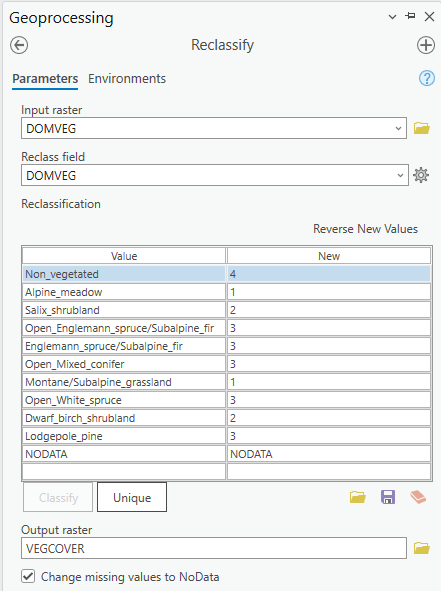 Geoprocessing
Reclassify
Parameters Environments
Input raster
DOMVEG
Reclass field
DOMVEG
Reclassification
Reverse New Values
Value New
Non_vegetated 4
Alpine_meadow 1
Salix_shrubland 2
Open_Englemann_spruce/Subalpine_fir 3
Englemann_spruce/Subalpine_fir 3
Open_Mixed_conifer 3
Montane/Subalpine_grassland 1
Open_White_spruce 3
Dwarf_birch_shrubland 2
Lodgepole_pine 3
NODATA NODATA
Classify Unique
Output raster
VEGCOVER
Change missing values to NoData